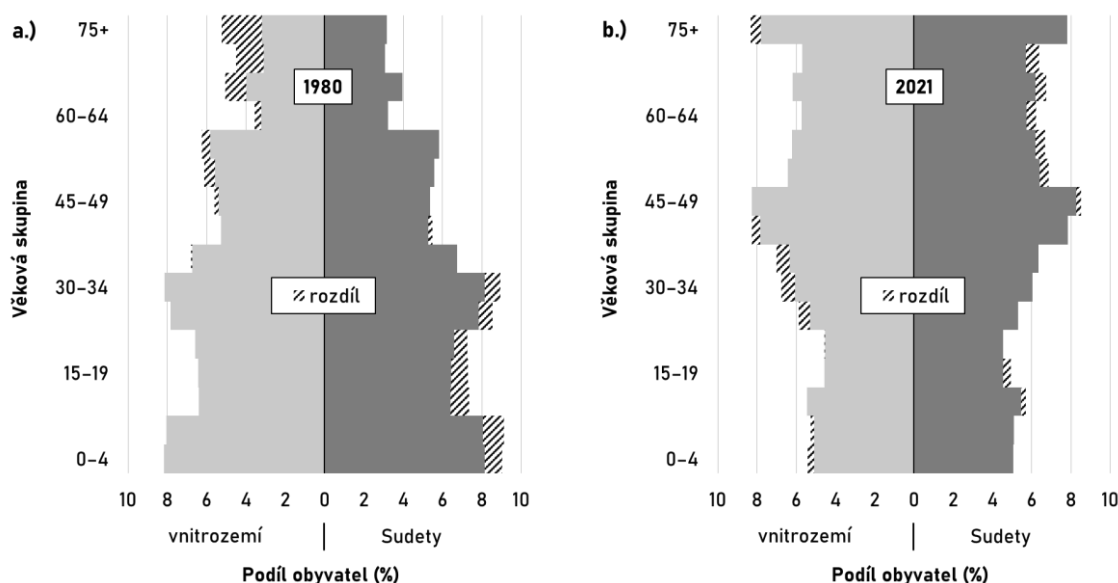 a.)
Věková skupina
75+
60–64
45–49
30–34
15–19
0–4
1980
rozdíl
10 8 6 4 2 0 2 4 6 8 10
vnitrozemí Sudety
Podíl obyvatel (%)
b.)
Věková skupina
75+
60–64
45–49
30–34
15–19
0–4
2021
rozdíl
10 8 6 4 2 0 2 4 6 8 10
vnitrozemí Sudety
Podíl obyvatel (%)